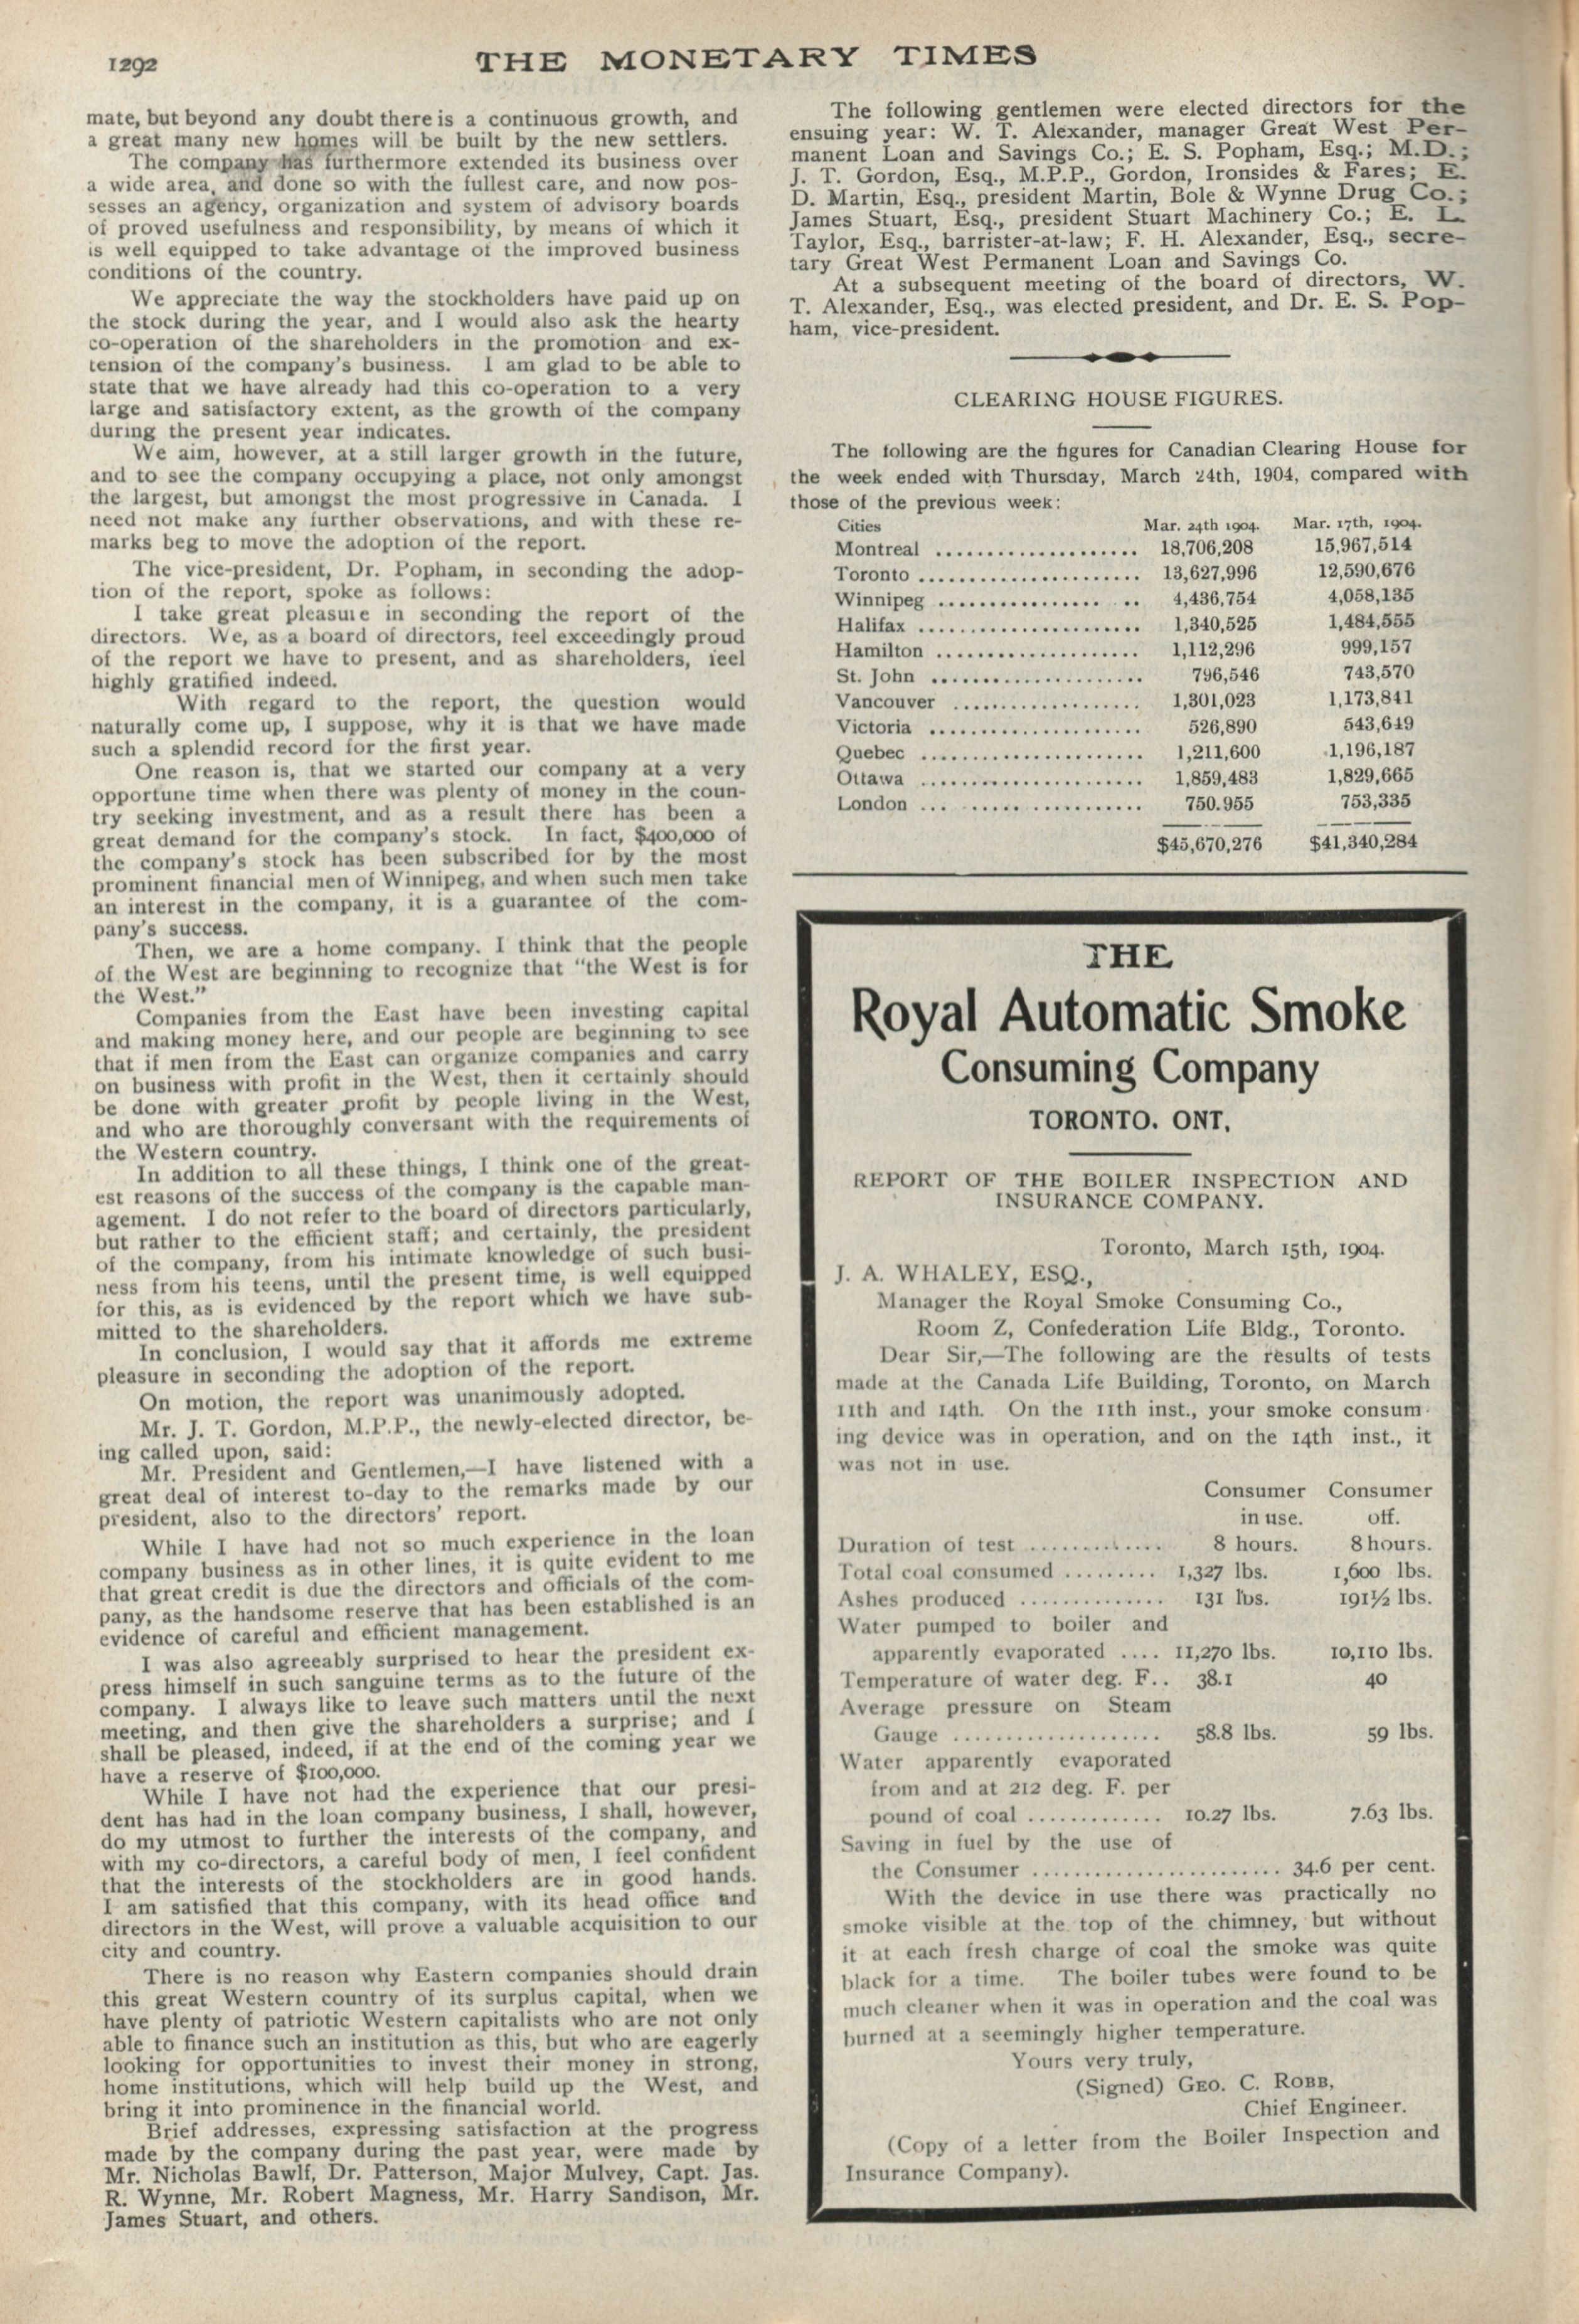 1292
THE MONETARY TIMES
mate, but beyond any doubt there is a continuous growth, and
a great many new homes will be built by the new settlers.
The company has furthermore extended its business over
a wide area, and done so with the fullest care, and now pos-
sesses an agency, organization and system of advisory boards
of proved usefulness and responsibility, by means of which it
is well equipped to take advantage of the improved business
conditions of the country.
We appreciate the way the stockholders have paid up on
the stock during the year, and I would also ask the hearty
co-operation of the shareholders in the promotion and ex-
tension of the company's business. I am glad to be able to
state that we have already had this co-operation to a very
large and satisfactory extent, as the growth of the company
during the present year indicates.
We aim, however, at a still larger growth in the future,
and to see the company occupying a place, not only amongst
the largest, but amongst the most progressive in Canada. I
need not make any further observations, and with these re-
marks beg to move the adoption of the report.
The vice-president, Dr. Popham, in seconding the adop-
tion of the report, spoke as follows:
I take great pleasure in seconding the report of the
directors. We, as a board of directors, feel exceedingly proud
of the report we have to present, and as shareholders, feel
highly gratified indeed.
With regard to the report, the question would
naturally come up, I suppose, why it is that we have made
such a splendid record for the first year.
One reason is, that we started our company at a very
opportune time when there was plenty of money in the coun-
try seeking investment, and as a result there has been a
great demand for the company's stock. In fact, $400,000 of
the company's stock has been subscribed for by the most
prominent financial men of Winnipeg, and when such men take
an interest in the company, it is a guarantee of the com-
pany's success.
Then, we are a home company. I think that the people
of the West are beginning to recognize that "the West is for
the West."
Companies from the East have been investing capital
and making money here, and our people are beginning to see
that if men from the East can organize companies and carry
on business with profit in the West, then it certainly should
be done with greater profit by people living in the West,
and who are thoroughly conversant with the requirements of
the Western country.
In addition to all these things, I think one of the great-
est reasons of the success of the company is the capable man-
agement. I do not refer to the board of directors particularly,
but rather to the efficient staff; and certainly, the president
of the company, from his intimate knowledge of such busi-
ness from his teens, until the present time, is well equipped
for this, as is evidenced by the report which we have sub-
mitted to the shareholders.
In conclusion, I would say that it affords me extreme
pleasure in seconding the adoption of the report.
On motion, the report was unanimously adopted.
Mr. J. T. Gordon, M.P.P., the newly-elected director, be-
ing called upon, said:
Mr. President and Gentlemen,—I have listened with a
great deal of interest to-day to the remarks made by our
president, also to the directors' report.
While I have had not so much experience in the loan
company business as in other lines, it is quite evident to me
that great credit is due the directors and officials of the com-
pany, as the handsome reserve that has been established is an
evidence of careful and efficient management.
I was also agreeably surprised to hear the president ex-
press himself in such sanguine terms as to the future of the
company. I always like to leave such matters until the next
meeting, and then give the shareholders a surprise; and I
shall be pleased, indeed, if at the end of the coming year we
have a reserve of $100,000.
While I have not had the experience that our presi-
dent has had in the loan company business, I shall, however,
do my utmost to further the interests of the company, and
with my co-directors, a careful body of men, I feel confident
that the interests of the stockholders are in good hands.
I am satisfied that this company, with its head office and
directors in the West, will prove a valuable acquisition to our
city and country.
There is no reason why Eastern companies should drain
this great Western country of its surplus capital, when we
have plenty of patriotic Western capitalists who are not only
able to finance such an institution as this, but who are eagerly
looking for opportunities to invest their money in strong,
home institutions, which will help build up the West, and
bring it into prominence in the financial world.
Brief addresses, expressing satisfaction at the progress
made by the company during the past year, were made by
Mr. Nicholas Bawlf, Dr. Patterson, Major Mulvey, Capt. Jas.
R. Wynne, Mr. Robert Magness, Mr. Harry Sandison, Mr.
James Stuart, and others.
The following gentlemen were elected directors for the
ensuing year: W. T. Alexander, manager Great West Per-
manent Loan and Savings Co.; E. S. Popham, Esq.; M.D.;
J. T. Gordon, Esq., M.P.P., Gordon, Ironsides & Fares; E.
D. Martin, Esq., president Martin, Bole & Wynne Drug Co.;
James Stuart, Esq., president Stuart Machinery Co.; E. L.
Taylor, Esq., barrister-at-law; F. H. Alexander, Esq., secre-
tary Great West Permanent Loan and Savings Co.
At a subsequent meeting of the board of directors, W.
T. Alexander, Esq., was elected president, and Dr. E. S. Pop-
ham, vice-president.
CLEARING HOUSE FIGURES.
The following are the figures for Canadian Clearing House for
the week ended with Thursday, March 24th, 1904, compared with
those of the previous week:
Cities Mar. 24th 1904. Mar. 17th, 1904.
Montreal .................... 18,706,208 15,967,514
Toronto ...................... 13,627,996 12,590,676
Winnipeg ................ .. 4,436,754 4,058,135
Halifax ...................... 1,340,525 1,484,555
Hamilton .................... 1,112,296 999,157
St. John ..................... 796,546 743,570
Vancouver .................. 1,301,023 1,173,841
Victoria ..................... 526,890 543,649
Quebec ...................... 1,211,600 1,196,187
Ottawa ...................... 1,859,483 1,829,665
London ... ..... ........... 750.955 753,335
$45,670,276 $41,340,284
THE
Royal Automatic Smoke
Consuming Company
TORONTO. ONT.
REPORT OF THE BOILER INSPECTION AND
INSURANCE COMPANY.
Toronto, March 15th, 1904.
J. A. WHALEY, ESQ.,
Manager the Royal Smoke Consuming Co.,
Room Z, Confederation Life Bldg., Toronto.
Dear Sir,—The following are the results of tests
made at the Canada Life Building, Toronto, on March
11th and 14th. On the 11th inst., your smoke consum-
ing device was in operation, and on the 14th inst., it
was not in use.
Consumer Consumer
in use. off.
Duration of test ............. 8 hours. 8 hours.
Total coal consumed ......... 1,327 lbs. 1,600 lbs.
Ashes produced .............. 131 lbs. 191½ lbs.
Water pumped to boiler and
apparently evaporated .... 11,270 lbs. 10,110 lbs.
Temperature of water deg. F.. 38.1 40
Average pressure on Steam
Gauge .................... 58.8 lbs. 59 lbs.
Water apparently evaporated
from and at 212 deg. F. per
pound of coal ............. 10.27 lbs. 7.63 lbs.
Saving in fuel by the use of
the Consumer ........................ 34.6 per cent.
With the device in use there was practically no
smoke visible at the top of the chimney, but without
it at each fresh charge of coal the smoke was quite
black for a time. The boiler tubes were found to be
much cleaner when it was in operation and the coal was
burned at a seemingly higher temperature.
Yours very truly,
(Signed) GEO. C. ROBB,
Chief Engineer.
(Copy of a letter from the Boiler Inspection and
Insurance Company).